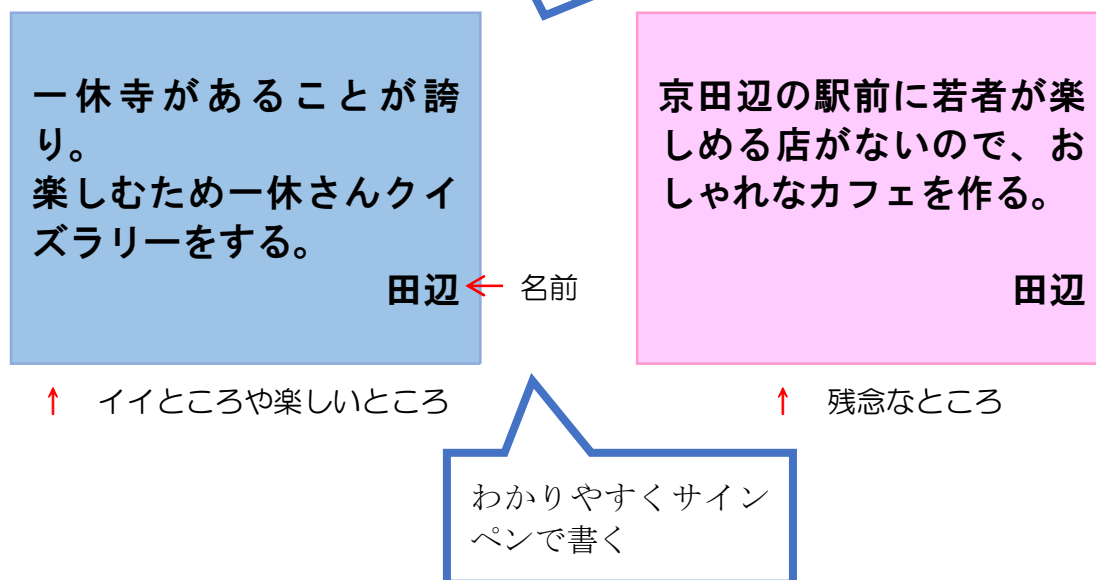 一休寺があることが誇
り。
楽しむため一休さんクイ
ズラリーをする。
田辺
← 名前
↑ イイところや楽しいところ
京田辺の駅前に若者が楽
しめる店がないので、お
しゃれなカフェを作る。
田辺
↑ 残念なところ
わかりやすくサイン
ペンで書く